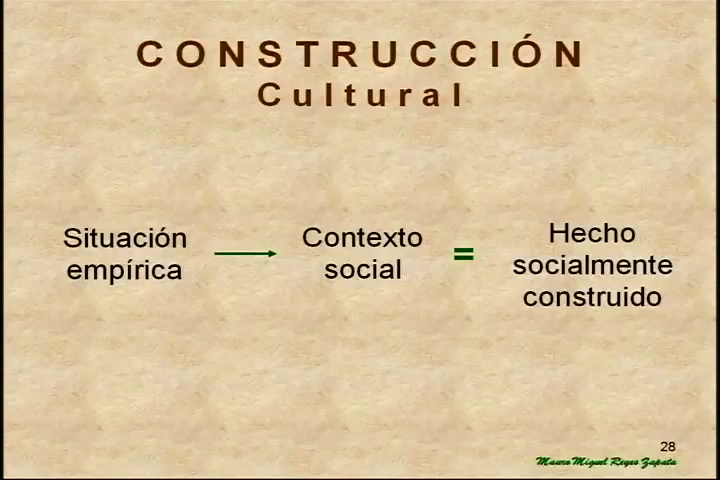 CONSTRUCCIÓN
Cultural
Situación
empírica
Contexto
social
=
Hecho
socialmente
construido
28
Mauro Miguel Reyes Zapata